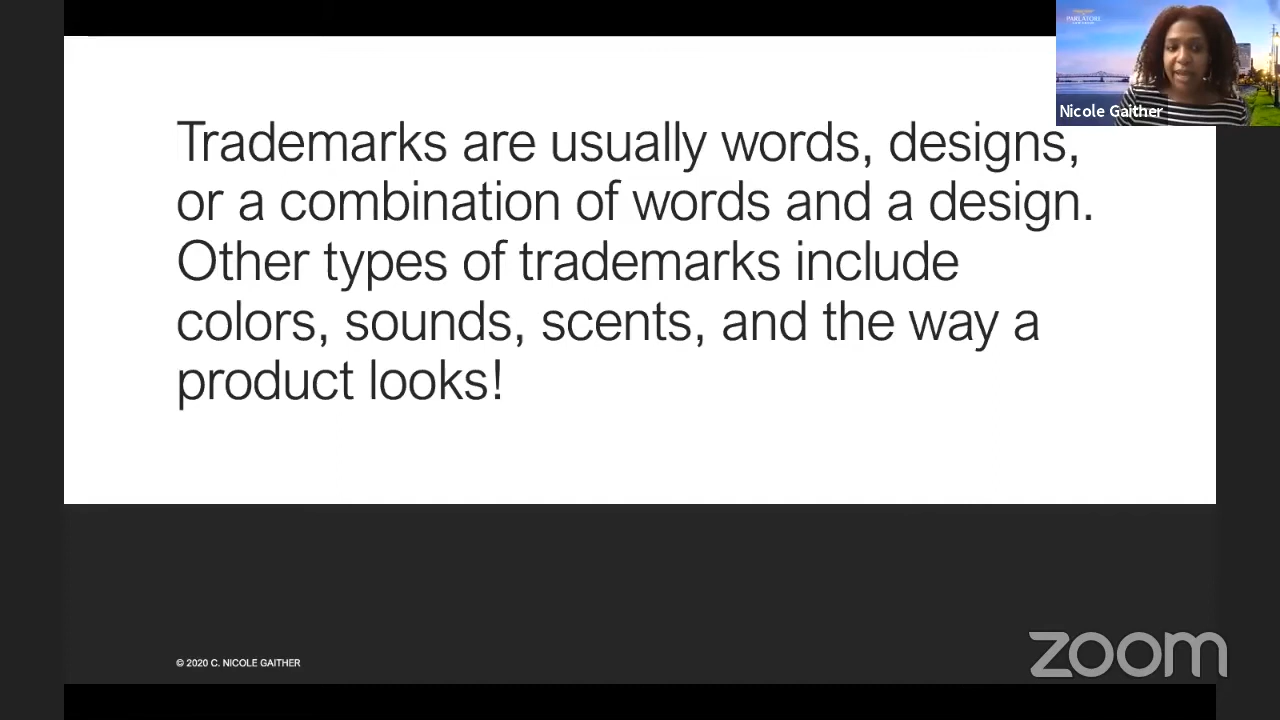 PARLATORE
Nicole Gaither
Trademarks are usually words, designs,
or a combination of words and a design.
Other types of trademarks include
colors, sounds, scents, and the way a
product looks!
© 2020 C. NICOLE GAITHER
zoom